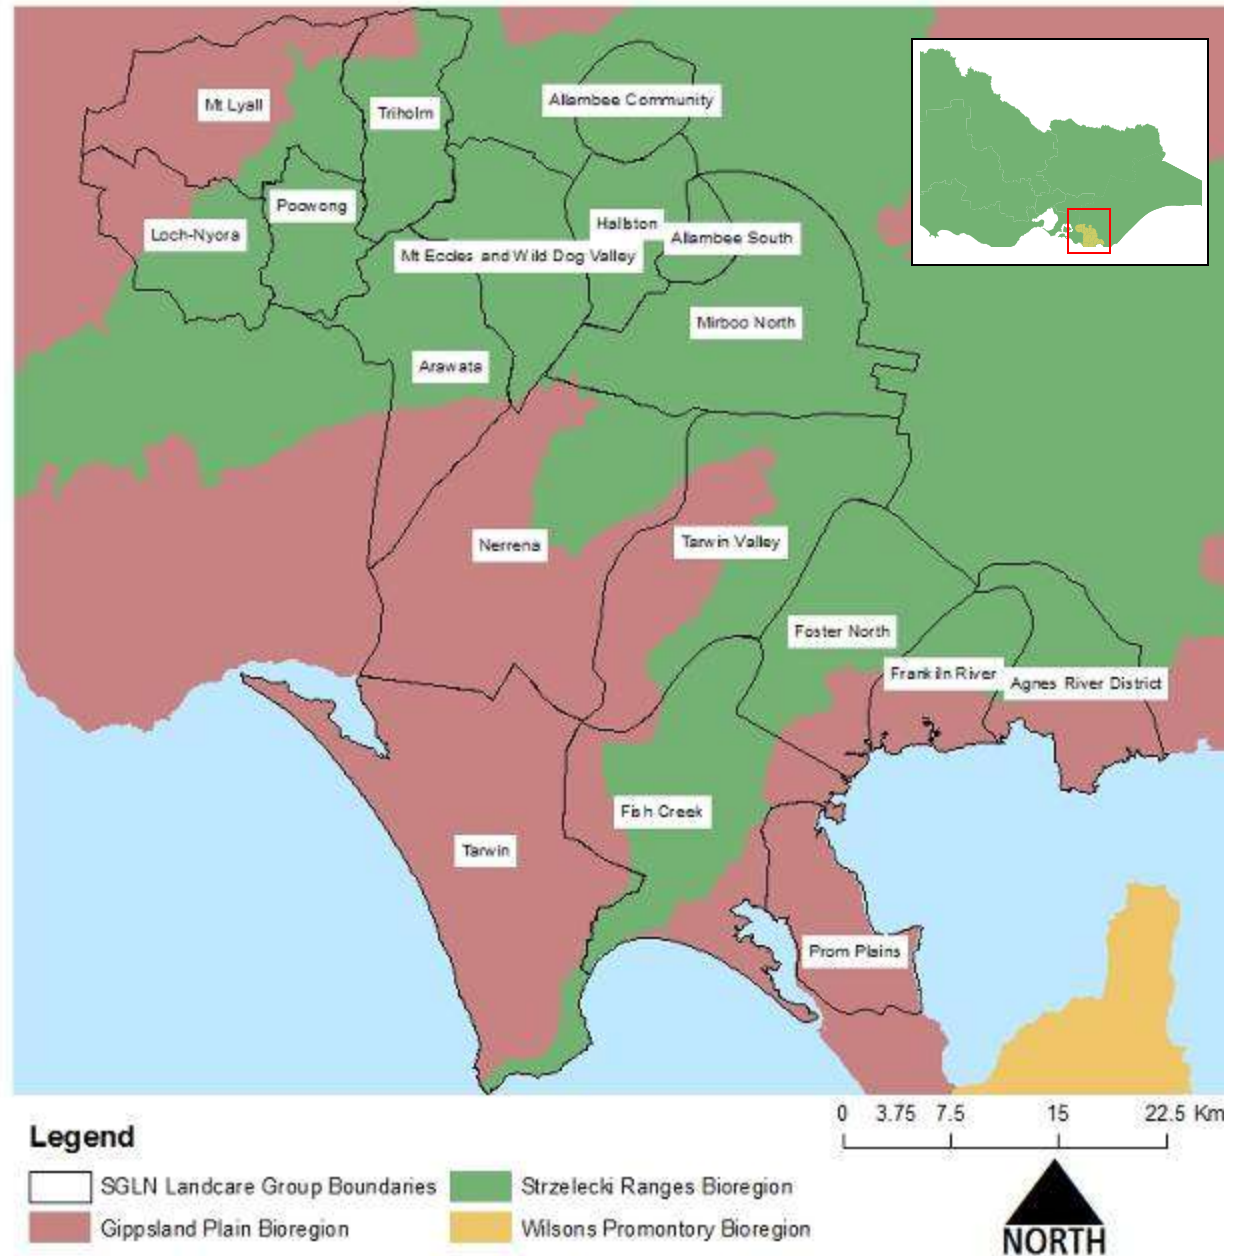 Allambee Community
Mt Lyall
Triholm
Poowong
Hallston
Loch-Nyora
Allambee South
Mt Eccles and Wild Dog Valley
Mirboo North
Arawata
Nerrena
Tarwin Valley
Foster North
Franklin River
Agnes River District
Fish Creek
Tarwin
Prom Plains
0 3.75 7.5 15 22.5 Km
Legend
SGLN Landcare Group Boundaries
Strzelecki Ranges Bioregion
Gippsland Plain Bioregion
Wilsons Promontory Bioregion
NORTH